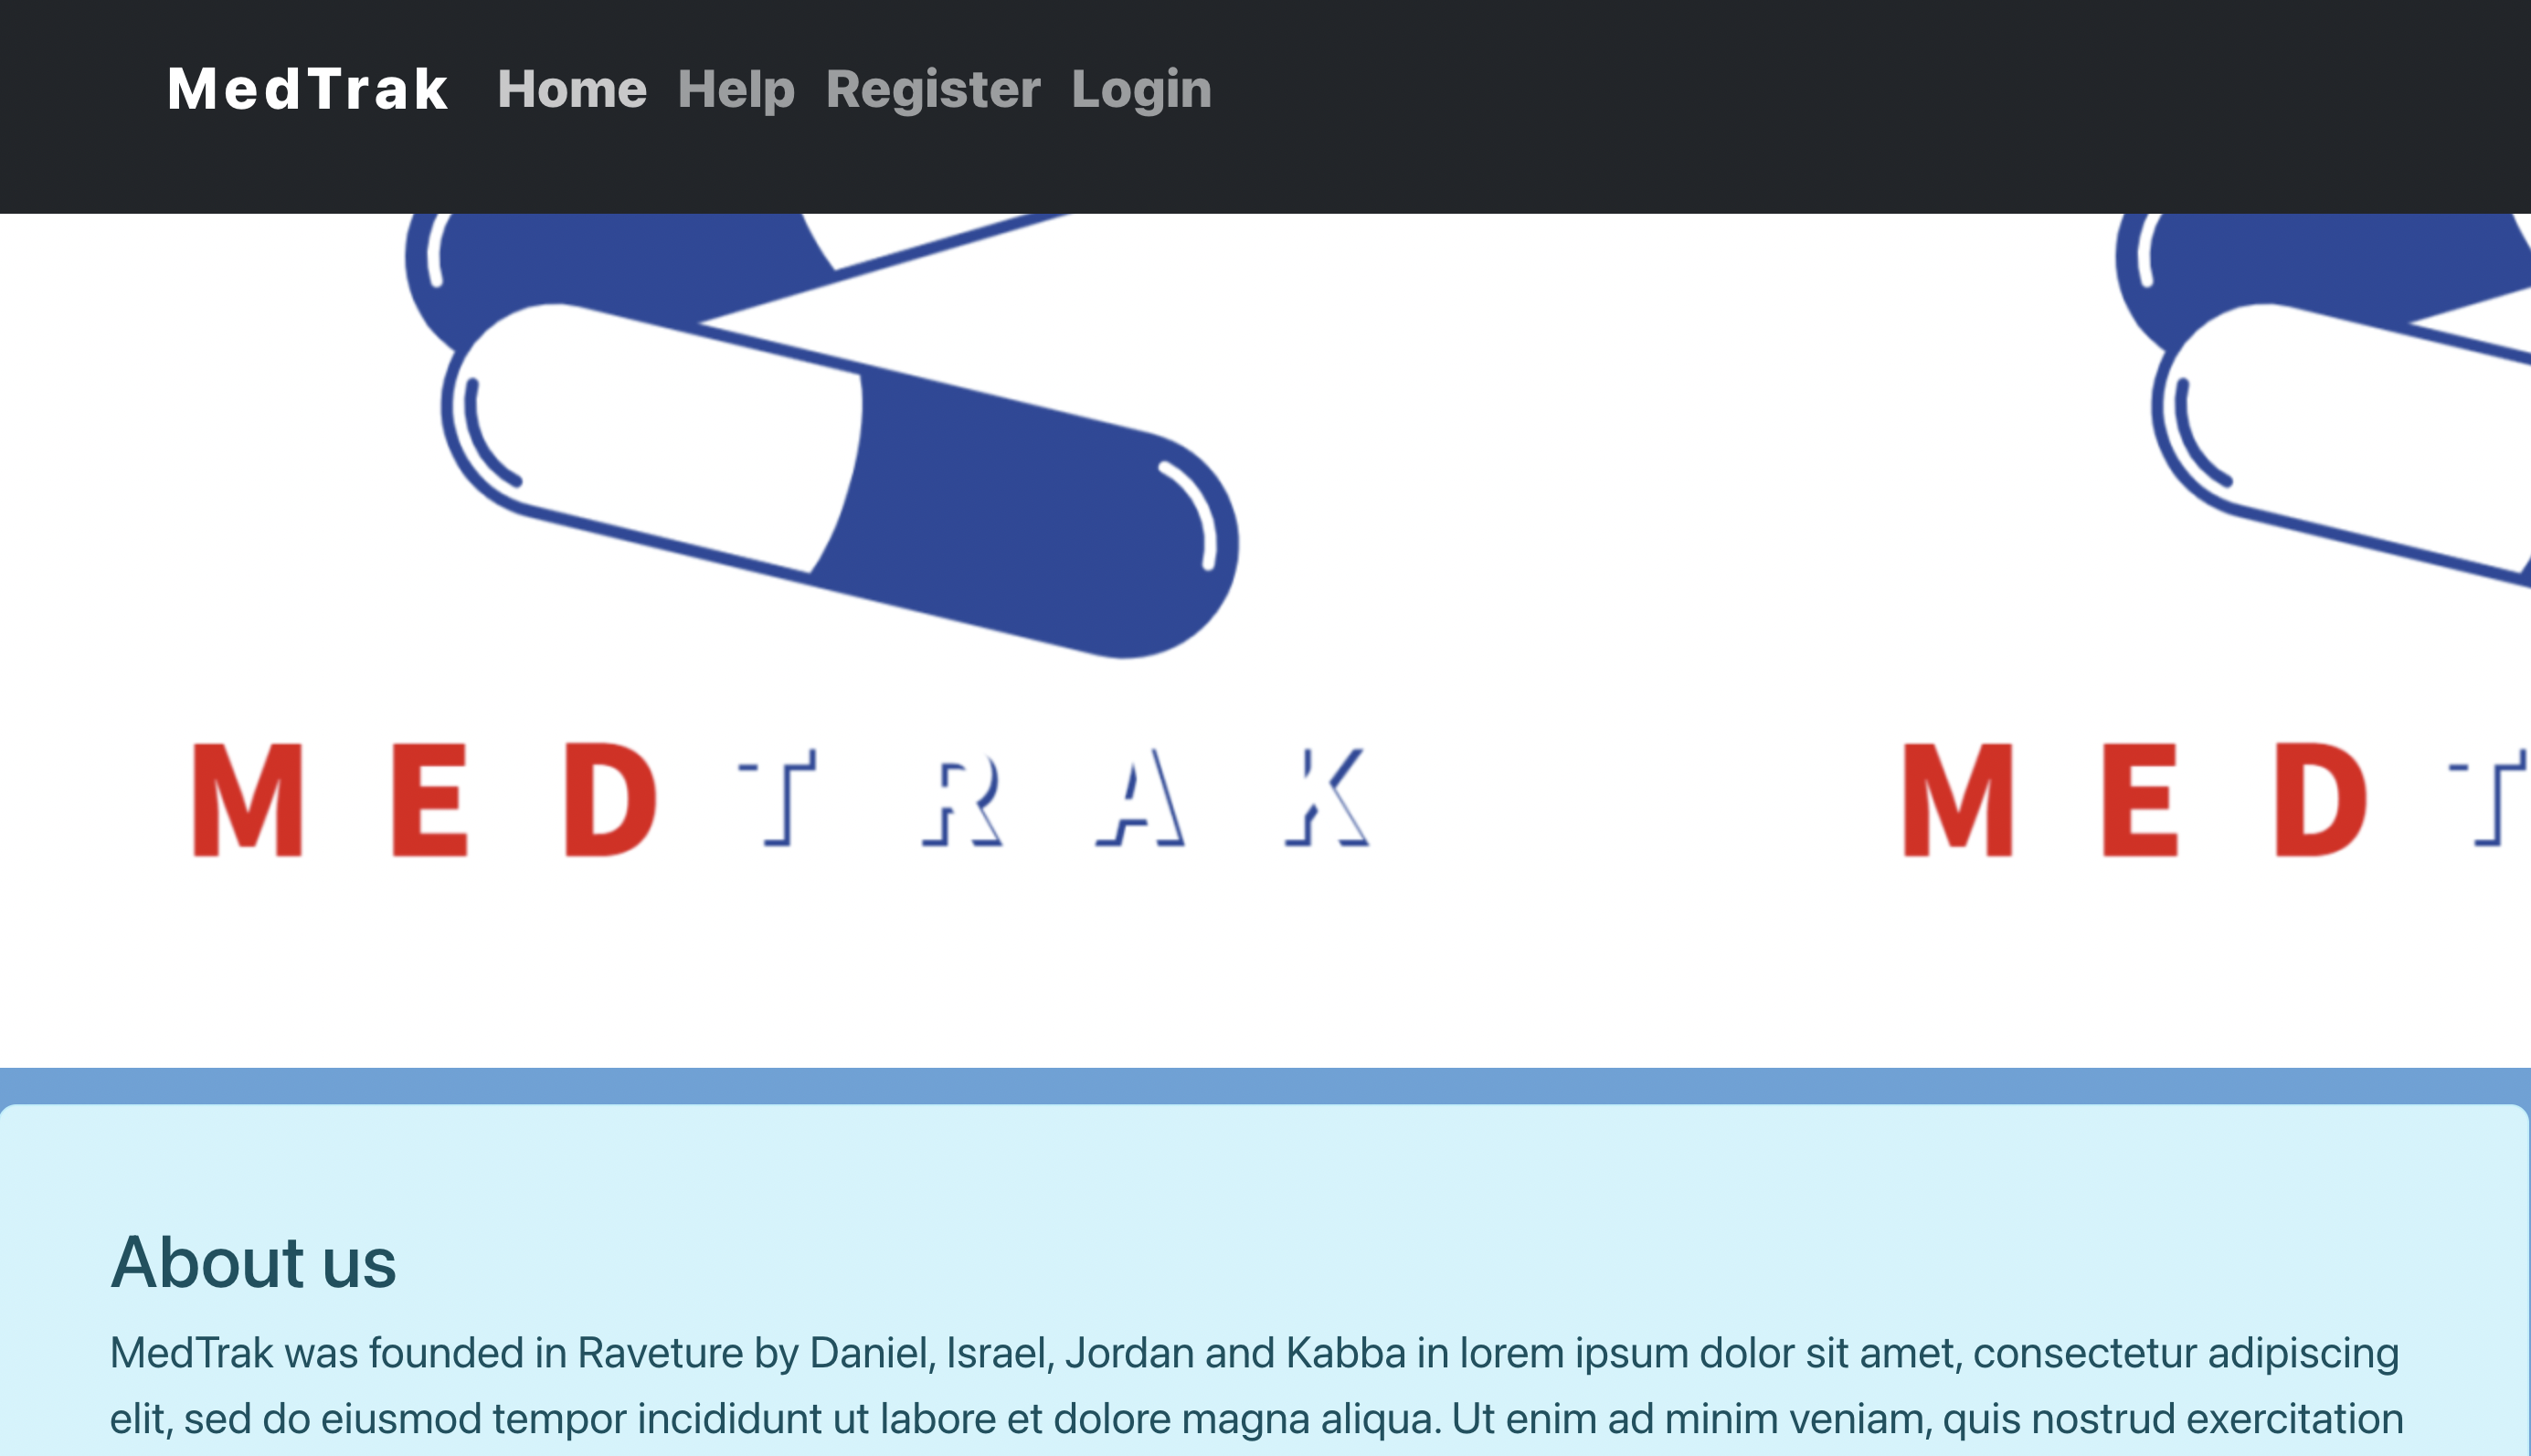 MedTrak Home Help Register Login
MEDTRAK MEDT
About us
MedTrak was founded in Raveture by Daniel, Israel, Jordan and Kabba in lorem ipsum dolor sit amet, consectetur adipiscing
elit, sed do eiusmod tempor incididunt ut labore et dolore magna aliqua. Ut enim ad minim veniam, quis nostrud exercitation